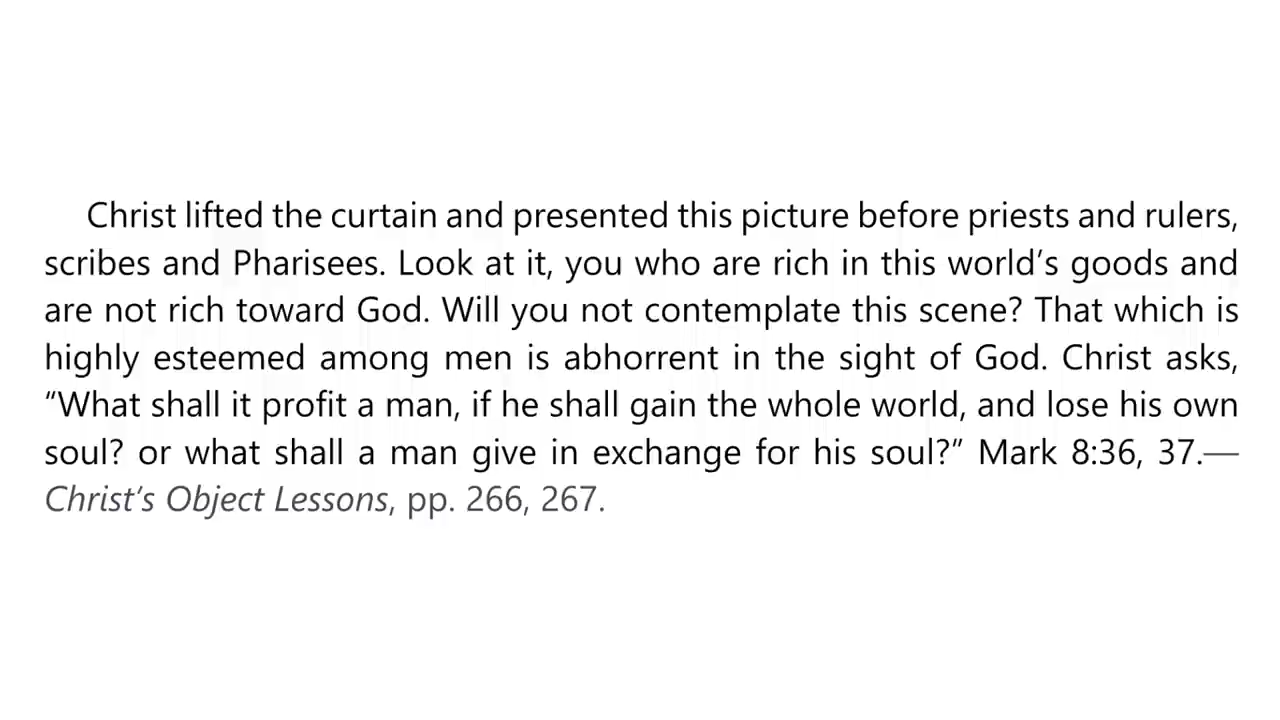 Christ lifted the curtain and presented this picture before priests and rulers,
scribes and Pharisees. Look at it, you who are rich in this world’s goods and
are not rich toward God. Will you not contemplate this scene? That which is
highly esteemed among men is abhorrent in the sight of God. Christ asks,
“What shall it profit a man, if he shall gain the whole world, and lose his own
soul? or what shall a man give in exchange for his soul?” Mark 8:36, 37.—
Christ’s Object Lessons, pp. 266, 267.